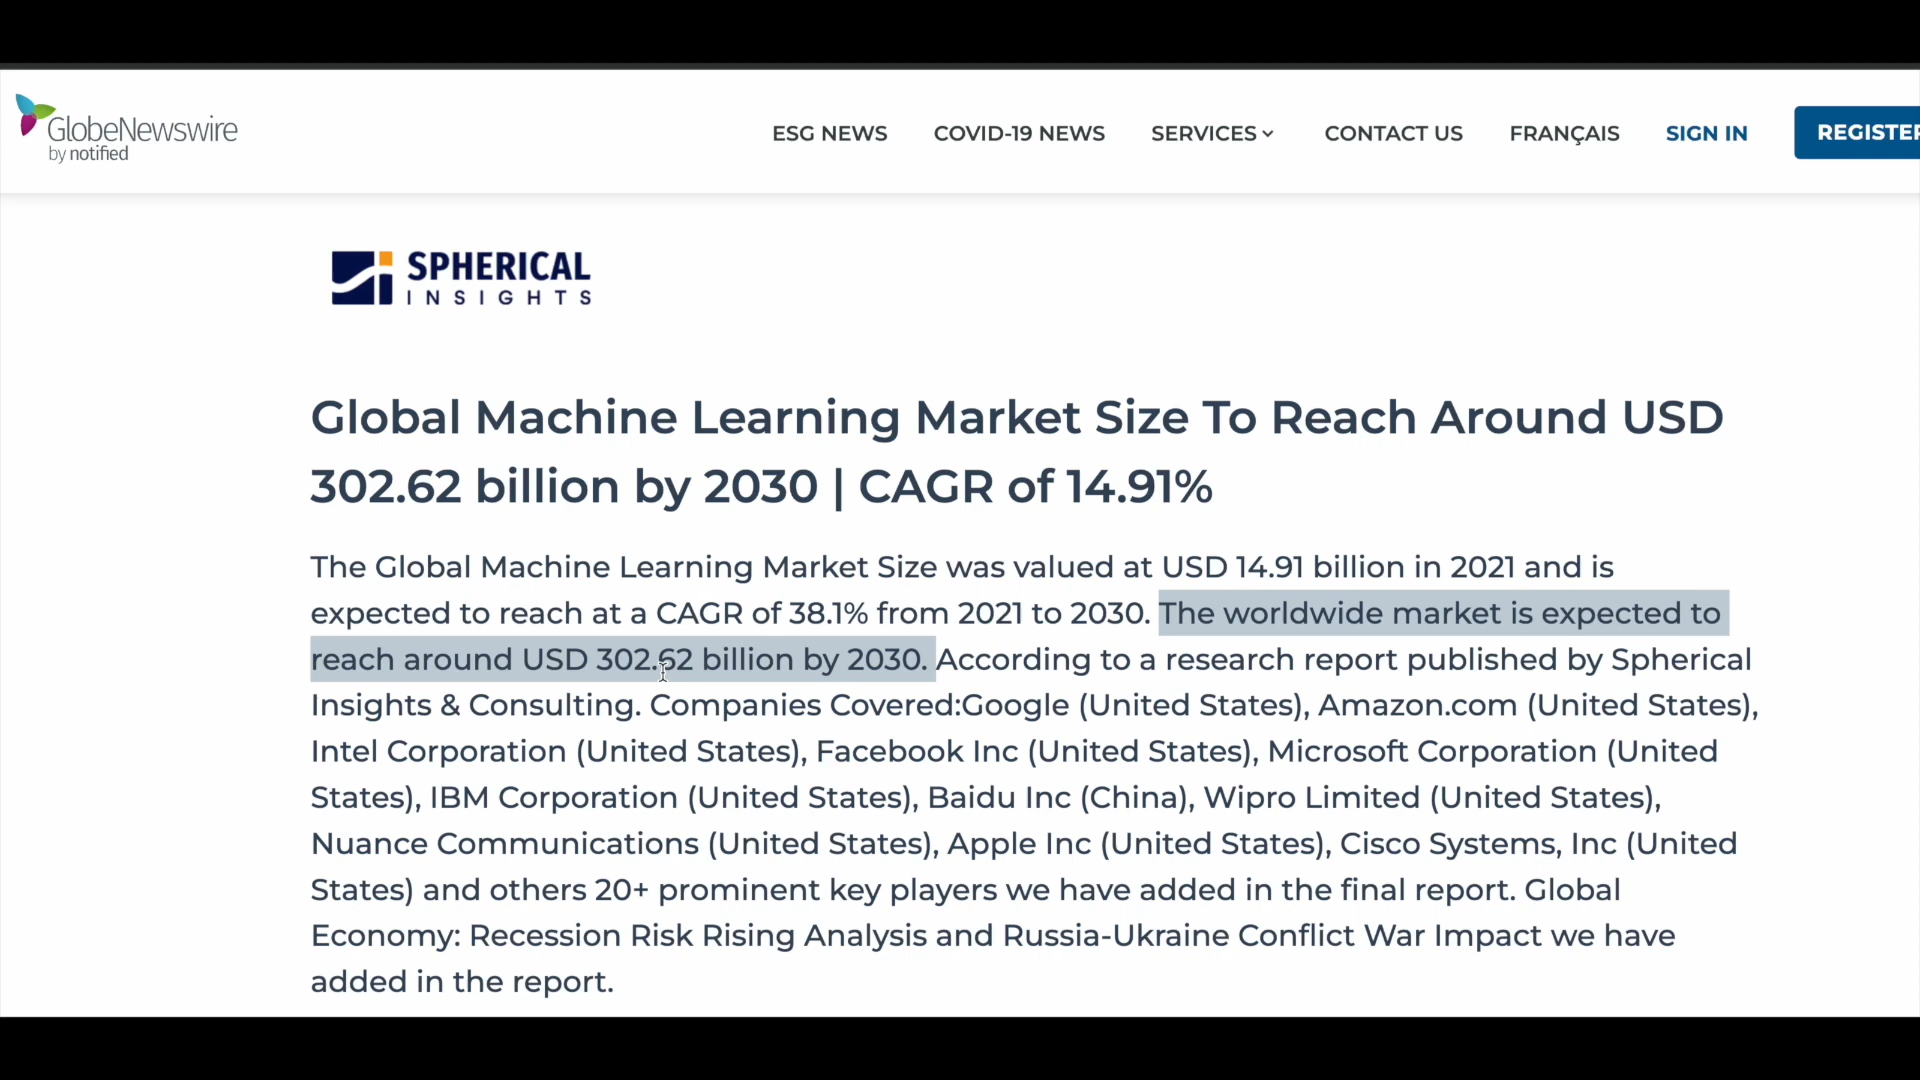 GlobeNewswire
by notified
ESG NEWS COVID-19 NEWS SERVICES CONTACT US FRANÇAIS SIGN IN REGISTER
SPHERICAL
INSIGHTS
Global Machine Learning Market Size To Reach Around USD
302.62 billion by 2030 | CAGR of 14.91%
The Global Machine Learning Market Size was valued at USD 14.91 billion in 2021 and is
expected to reach at a CAGR of 38.1% from 2021 to 2030. The worldwide market is expected to
reach around USD 302.62 billion by 2030. According to a research report published by Spherical
Insights & Consulting. Companies Covered:Google (United States), Amazon.com (United States),
Intel Corporation (United States), Facebook Inc (United States), Microsoft Corporation (United
States), IBM Corporation (United States), Baidu Inc (China), Wipro Limited (United States),
Nuance Communications (United States), Apple Inc (United States), Cisco Systems, Inc (United
States) and others 20+ prominent key players we have added in the final report. Global
Economy: Recession Risk Rising Analysis and Russia-Ukraine Conflict War Impact we have
added in the report.